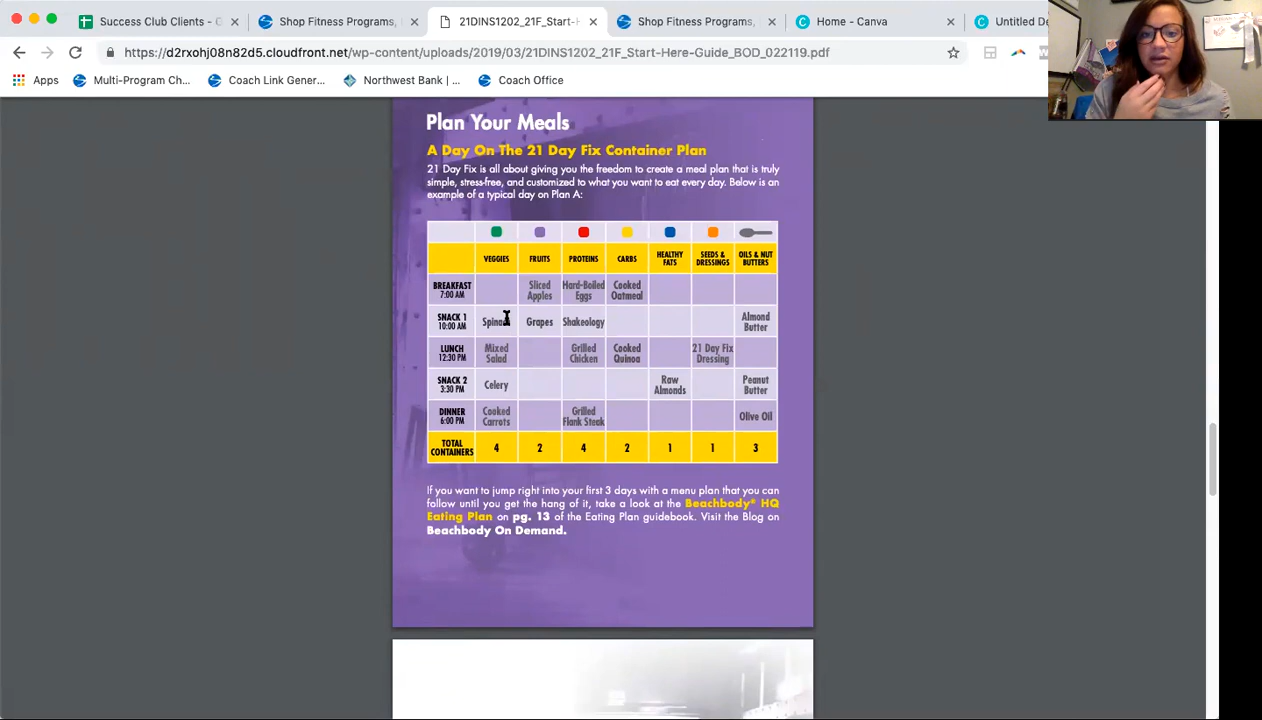 Success Club Clients - G
Shop Fitness Programs,
21DINS1202_21F_Start-H
Shop Fitness Programs,
Home - Canva
Untitled De
https://d2rxohj08n82d5.cloudfront.net/wp-content/uploads/2019/03/21DINS1202_21F_Start-Here-Guide_BOD_022119.pdf
Apps
Multi-Program Ch...
Coach Link Gener...
Northwest Bank | ...
Coach Office
Plan Your Meals
A Day On The 21 Day Fix Container Plan
21 Day Fix is all about giving you the freedom to create a meal plan that is truly
simple, stress-free, and customized to what you want to eat every day. Below is an
example of a typical day on Plan A:
VEGGIES FRUITS PROTEINS CARBS HEALTHY FATS SEEDS & DRESSINGS OILS & NUT BUTTERS
BREAKFAST 7:00 AM Sliced Apples Hard-Boiled Eggs Cooked Oatmeal
SNACK 1 10:00 AM Grapes Shakeology Almond Butter
LUNCH 12:30 PM Mixed Salad Grilled Chicken Cooked Quinoa 21 Day Fix Dressing
SNACK 2 3:30 PM Celery Raw Almonds Peanut Butter
DINNER 6:00 PM Cooked Carrots Grilled Flank Steak Olive Oil
TOTAL CONTAINERS 4 2 4 2 1 1 3
If you want to jump right into your first 3 days with a menu plan that you can
follow until you get the hang of it, take a look at the Beachbody® HQ
Eating Plan on pg. 13 of the Eating Plan guidebook. Visit the Blog on
Beachbody On Demand.